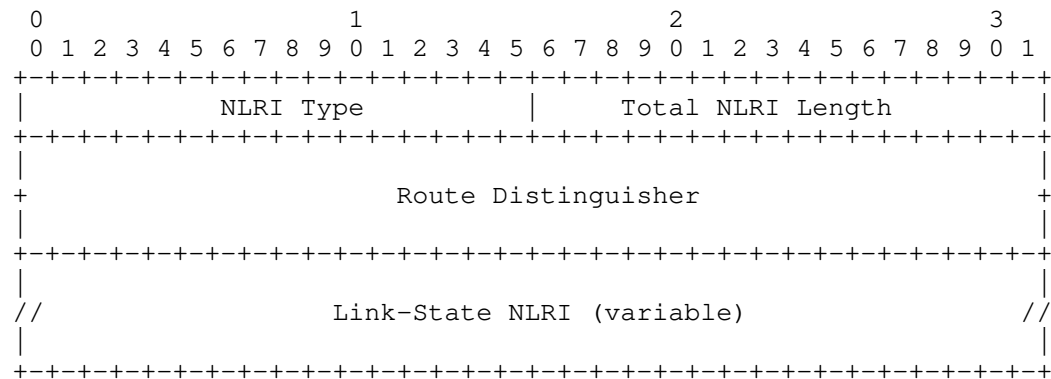 0                   1                   2                   3
 0 1 2 3 4 5 6 7 8 9 0 1 2 3 4 5 6 7 8 9 0 1 2 3 4 5 6 7 8 9 0 1
+-+-+-+-+-+-+-+-+-+-+-+-+-+-+-+-+-+-+-+-+-+-+-+-+-+-+-+-+-+-+-+-+
|            NLRI Type          |     Total NLRI Length         |
+-+-+-+-+-+-+-+-+-+-+-+-+-+-+-+-+-+-+-+-+-+-+-+-+-+-+-+-+-+-+-+-+
|                                                               |
+                       Route Distinguisher                     +
|                                                               |
+-+-+-+-+-+-+-+-+-+-+-+-+-+-+-+-+-+-+-+-+-+-+-+-+-+-+-+-+-+-+-+-+
|                                                               |
//                  Link-State NLRI (variable)                 //
|                                                               |
+-+-+-+-+-+-+-+-+-+-+-+-+-+-+-+-+-+-+-+-+-+-+-+-+-+-+-+-+-+-+-+-+